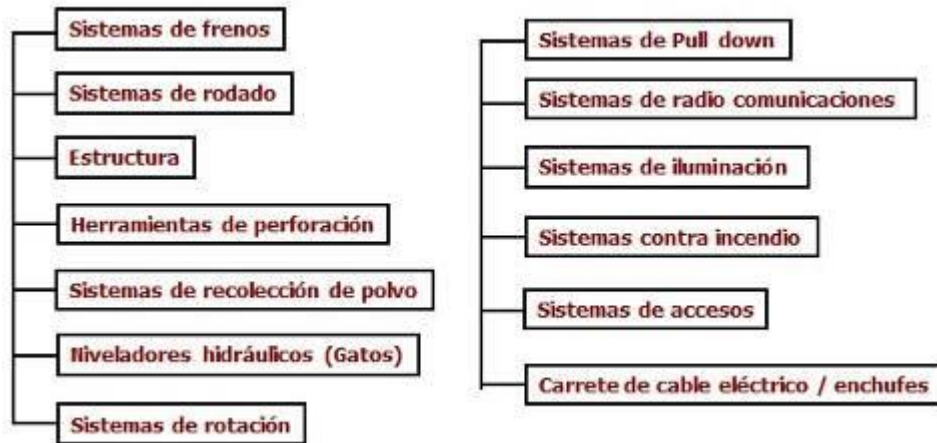 Sistemas de frenos
Sistemas de rodado
Estructura
Herramientas de perforación
Sistemas de recolección de polvo
Niveladores hidráulicos (Gatos)
Sistemas de rotación
Sistemas de Pull down
Sistemas de radio comunicaciones
Sistemas de iluminación
Sistemas contra incendio
Sistemas de accesos
Carrete de cable eléctrico / enchufes